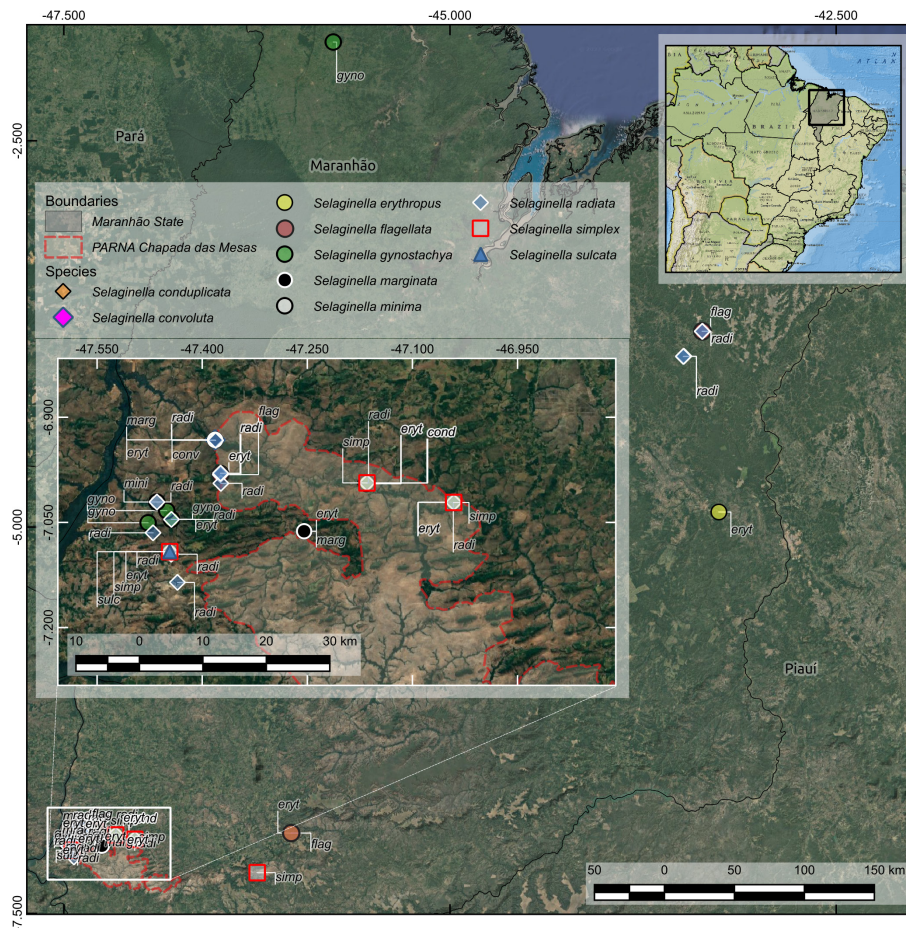 -47.500 -45.000 -42.500
-2.500
-5.000
-7.500
gyno
Pará
Maranhão
ATLA
BRAZIL
Boundaries
Maranhão State
PARNA Chapada das Mesas
Species
Selaginella conduplicata
Selaginella convoluta
Selaginella erythropus
Selaginella flagellata
Selaginella gynostachya
Selaginella marginata
Selaginella minima
Selaginella radiata
Selaginella simplex
Selaginella sulcata
flag
radi
radi
eryt
Piauí
-47.550 -47.400 -47.250 -47.100 -46.950
-6.900
-7.050
-7.200
marg
radi
flag
radi
eryt
conv
eryt
radi
radi
simp
eryt
cond
mini
radi
gyno
gyno
gyno
radi
eryt
radi
eryt
marg
simp
eryt
radi
radi
eryt
simp
sulc
radi
radi
10 0 10 20 30 km
eryt
flag
simp
50 0 50 100 150 km